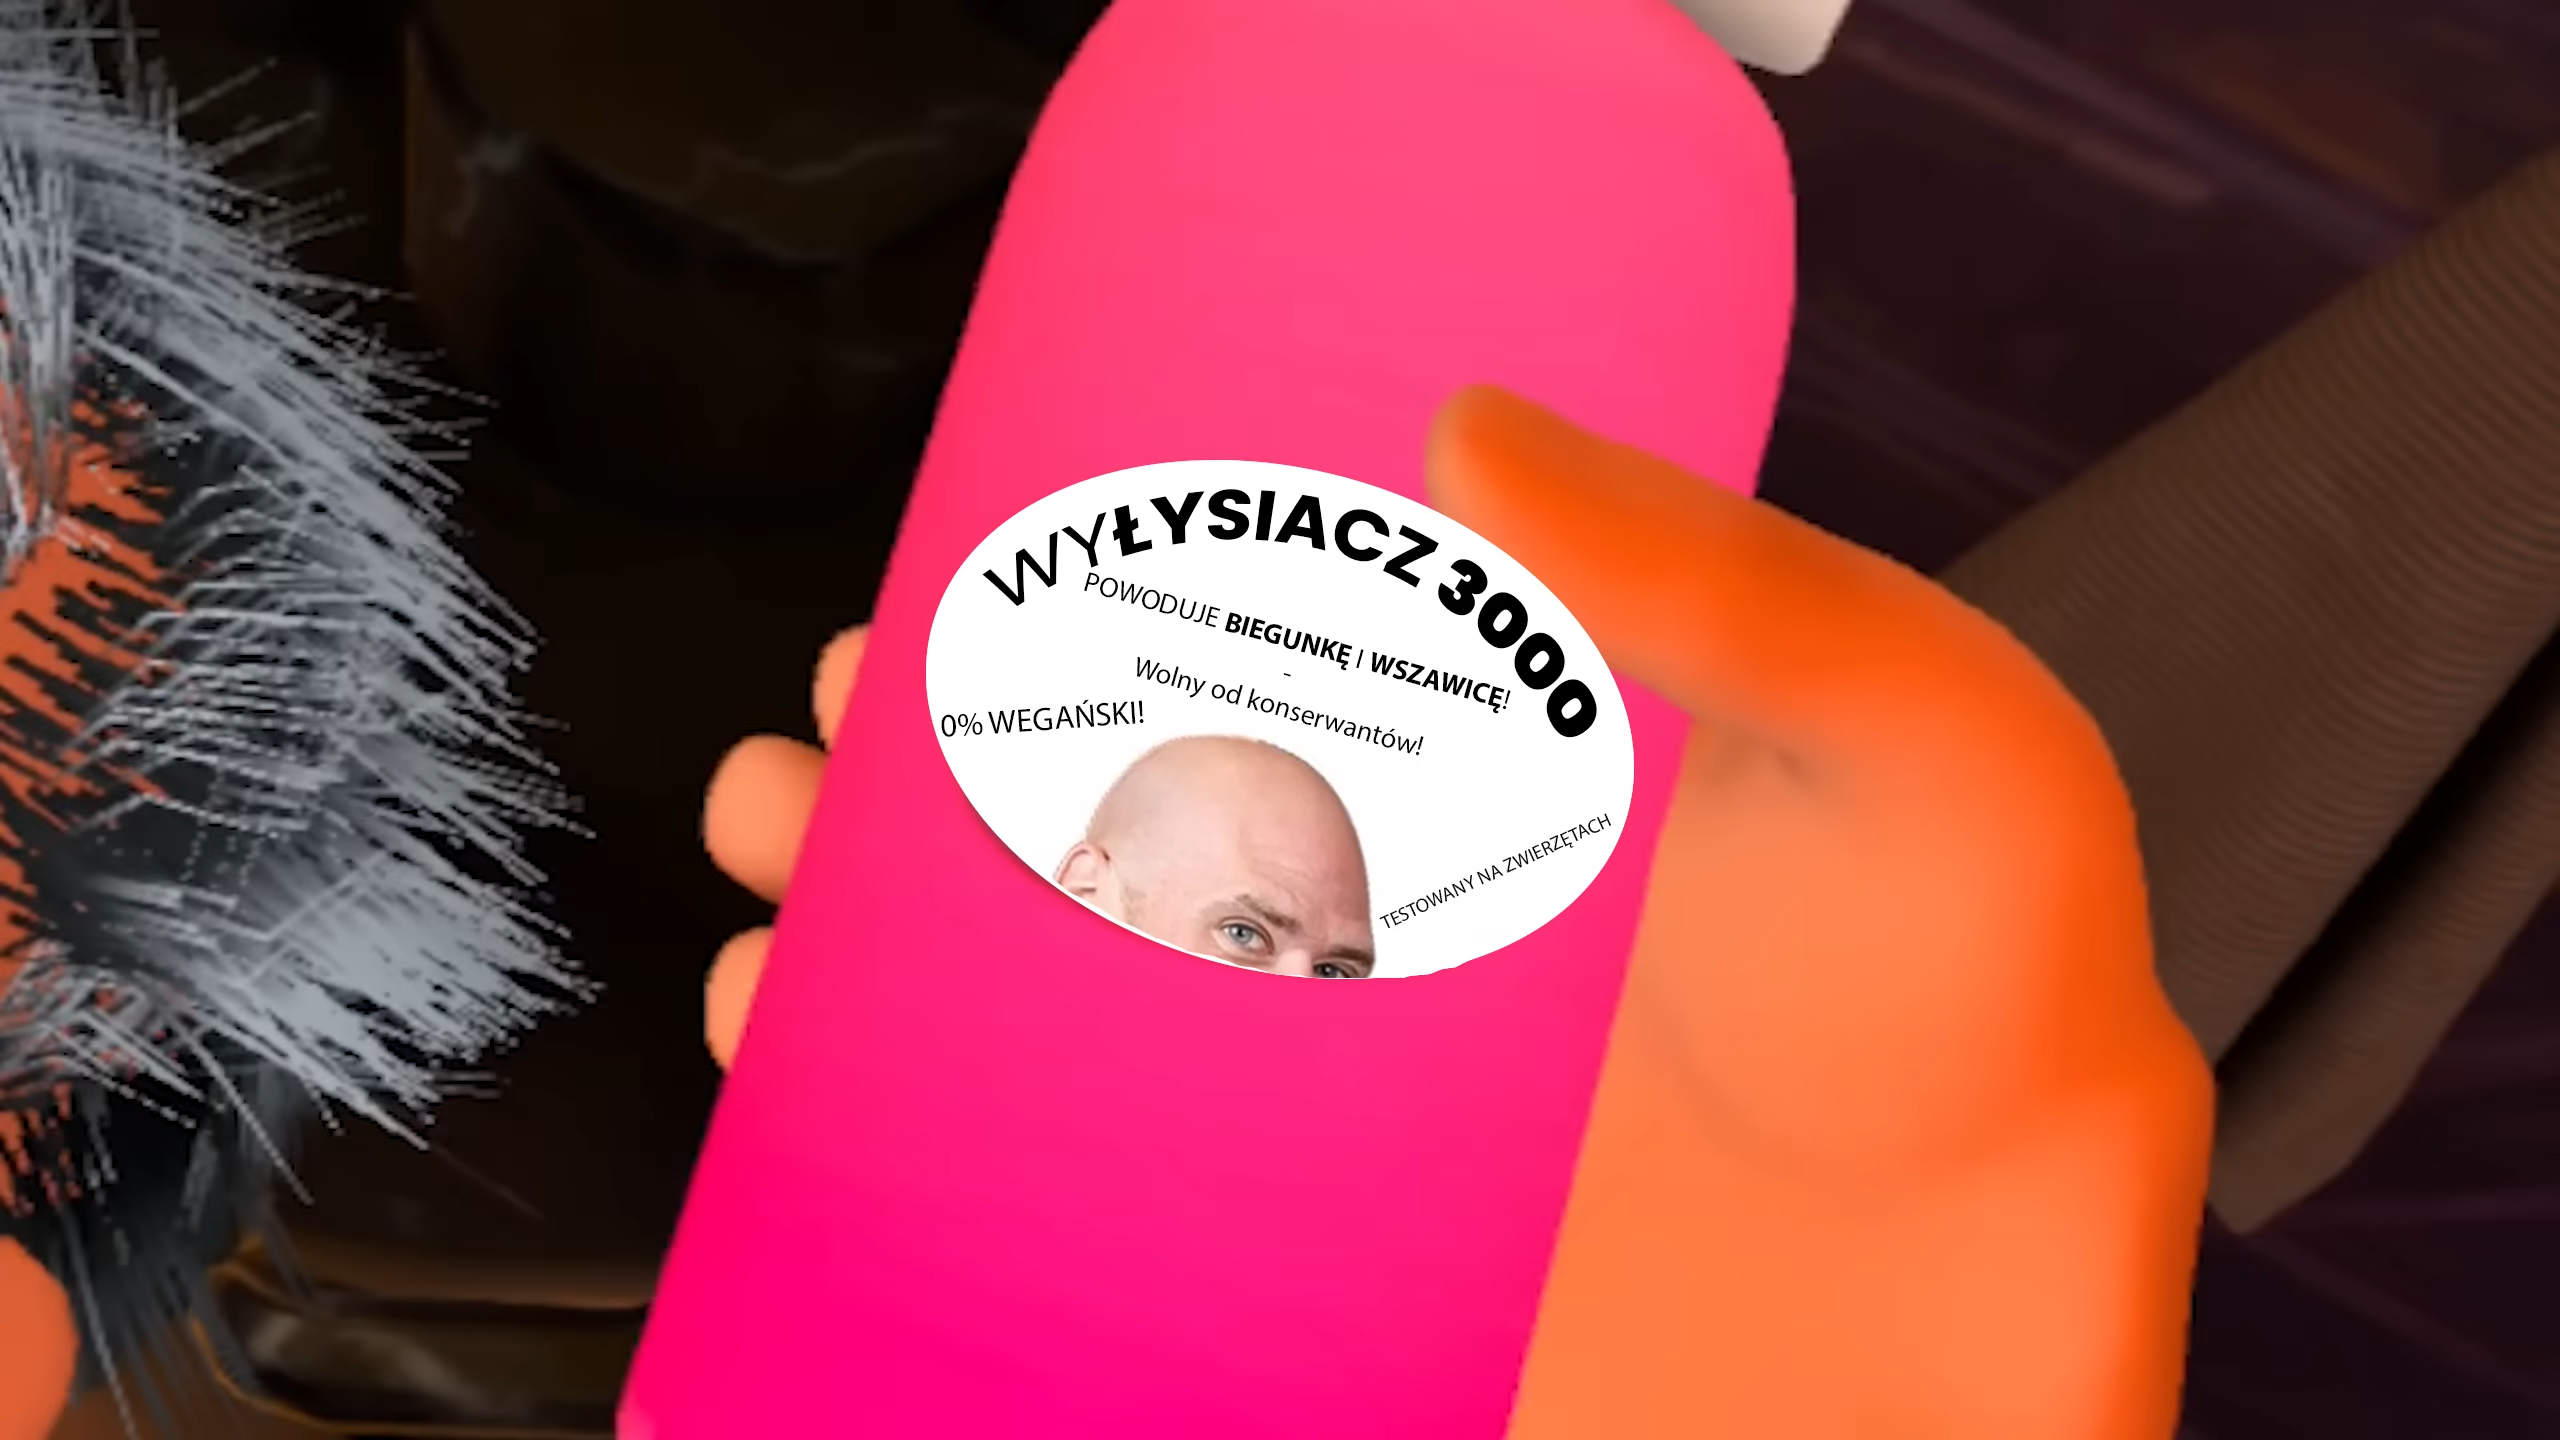 WYŁYSIACZ 3000
POWODUJE BIEGUNKĘ I WSZAWICĘ!
-
Wolny od konserwantów!
0% WEGAŃSKI!
TESTOWANY NA ZWIERZĘTACH